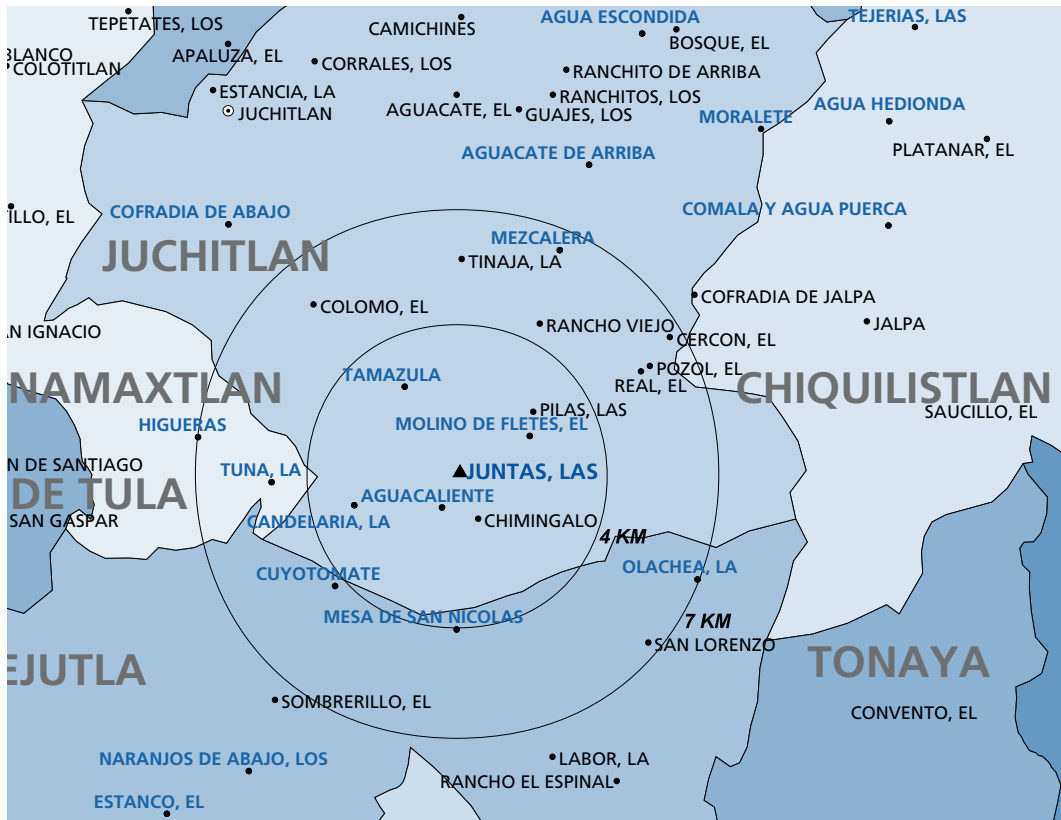 TEPETATES, LOS
CAMICHINES
AGUA ESCONDIDA
TEJERIAS, LAS
BLANCO
COLOTITLAN
APALUZA, EL
CORRALES, LOS
BOSQUE, EL
RANCHITO DE ARRIBA
ESTANCIA, LA
JUCHITLAN
AGUACATE, EL
RANCHITOS, LOS
GUAJES, LOS
MORALETE
AGUA HEDIONDA
PLATANAR, EL
AGUACATE DE ARRIBA
TILLO, EL
COFRADIA DE ABAJO
COMALA Y AGUA PUERCA
JUCHITLAN
MEZCALERA
TINAJA, LA
COLOMO, EL
COFRADIA DE JALPA
AN IGNACIO
RANCHO VIEJO
CERCON, EL
JALPA
NAMAXTLAN
TAMAZULA
POZOL, EL
REAL, EL
CHIQUILISTLAN
HIGUERAS
MOLINO DE FLETES, EL
PILAS, LAS
SAUCILLO, EL
N DE SANTIAGO
TUNA, LA
JUNTAS, LAS
DE TULA
SAN GASPAR
CANDELARIA, LA
AGUACALIENTE
CHIMINGALO
4 KM
CUYOTOMATE
OLACHEA, LA
MESA DE SAN NICOLAS
7 KM
SAN LORENZO
EJUTLA
TONAYA
SOMBRERILLO, EL
CONVENTO, EL
NARANJOS DE ABAJO, LOS
LABOR, LA
RANCHO EL ESPINAL
ESTANCO, EL